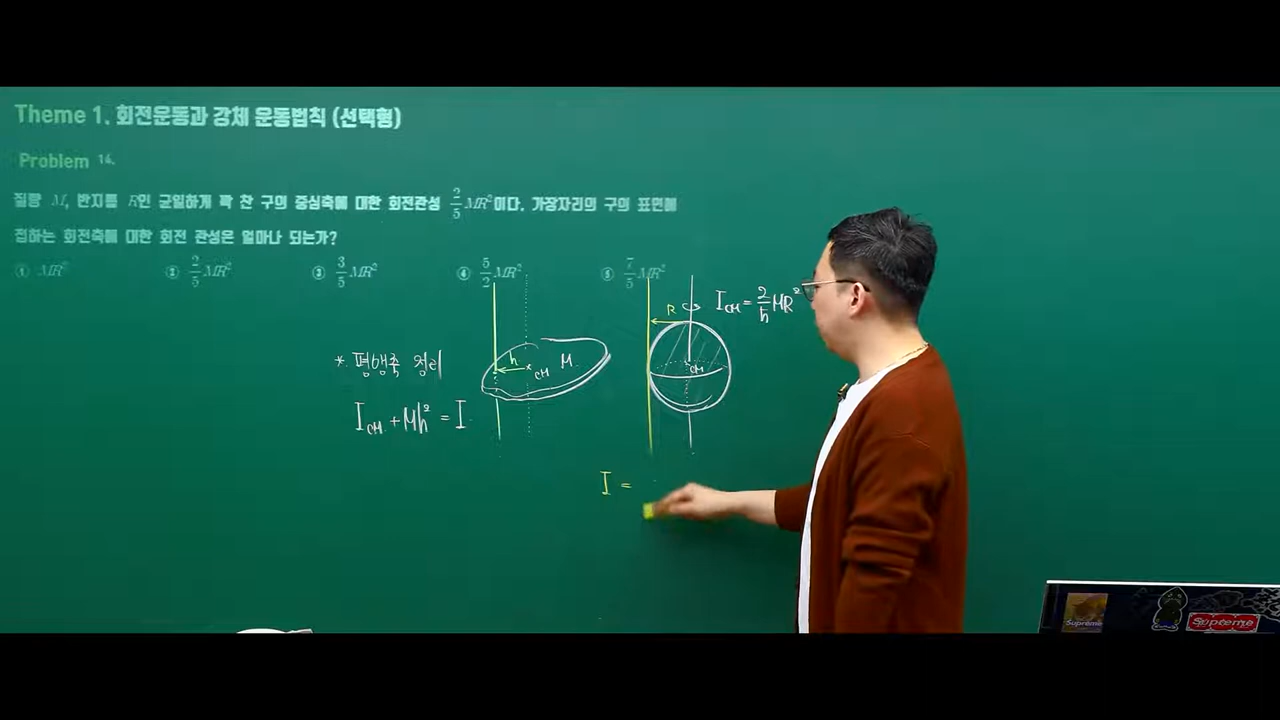 Theme 1. 회전운동과 강체 운동법칙 (선택형)
Problem 14.
질량 M, 반지름 R인 균일하게 꽉 찬 구의 중심축에 대한 회전관성 2/5 MR²이다. 가장자리의 구의 표면에
접하는 회전축에 대한 회전 관성은 얼마나 되는가?
① MR² ② 2/5 MR² ③ 3/5 MR² ④ 5/2 MR² ⑤ 7/5 MR²
R I_CM = 2/5 MR²
* 평행축 정리 h CM M CM
I_CM + Mh² = I
I =
Supreme Supreme